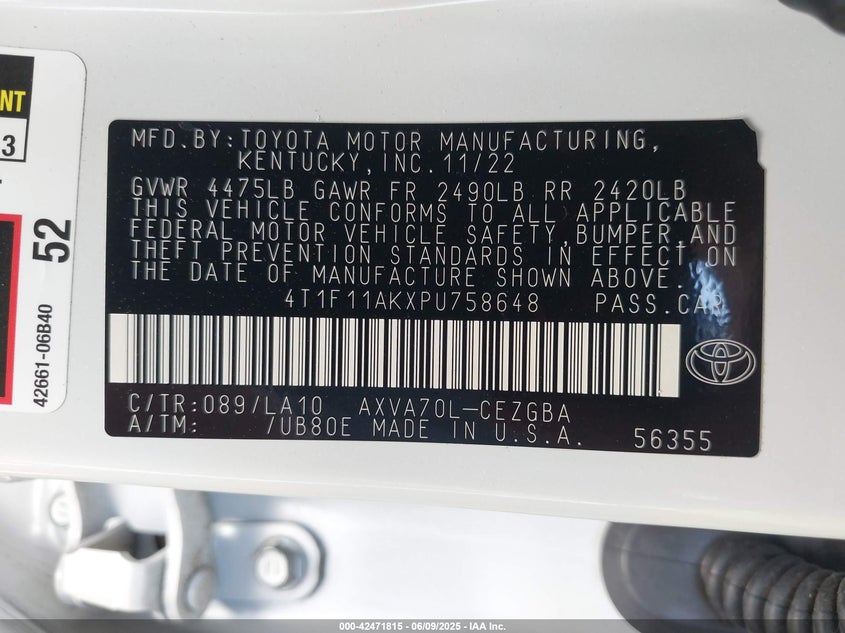 NT
3
52
42661-06B40
MFD.BY:TOYOTA MOTOR MANUFACTURING,
KENTUCKY,INC.11/22
GVWR 4475LB GAWR FR 2490LB RR 2420LB
THIS VEHICLE CONFORMS TO ALL APPLICABLE
FEDERAL MOTOR VEHICLE SAFETY,BUMPER,AND
THEFT PREVENTION STANDARDS IN EFFECT ON
THE DATE OF MANUFACTURE SHOWN ABOVE.
4T1F11AKXPU758648 PASS.CAR
C/TR:089/LA10 AXVA70L-CEZGBA
A/TM: /UB80E MADE IN U.S.A. 56355
000-42471815 / 06/09/2025 - IAA Inc.